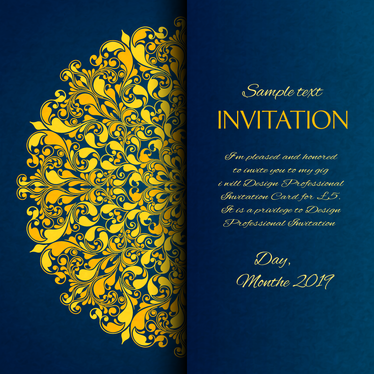 Sample text
INVITATION
I'm pleased and honored
to invite you to my gig
i will Design Professional
Invitation Card for £5.
It is a privilege to Design
Professional Invitation
Day,
Monthe 2019